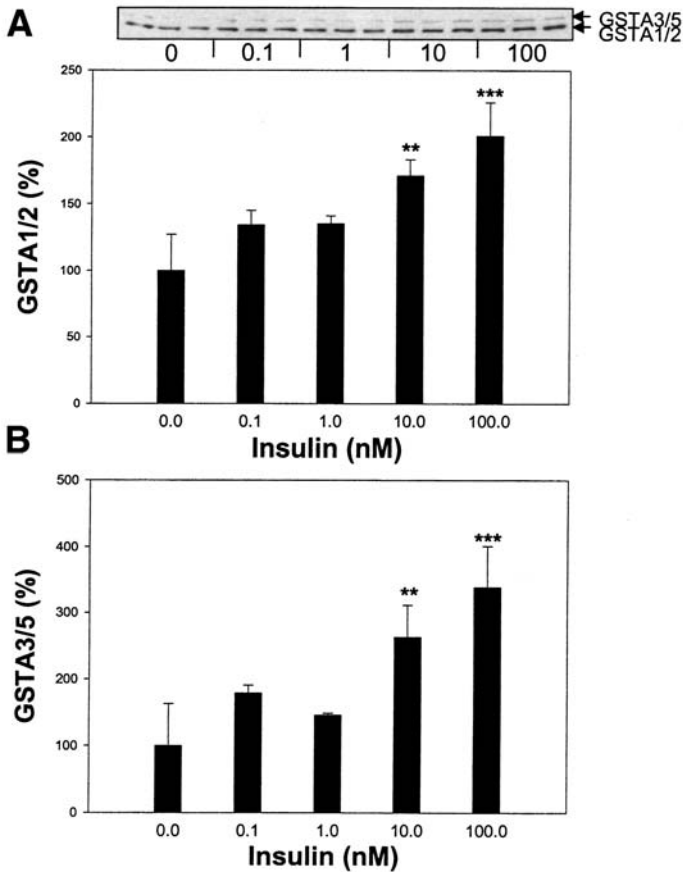 A
GSTA3/5
GSTA1/2
0 | 0.1 | 1 | 10 | 100
250
200
150
100
50
0
GSTA1/2 (%)
**
***
0.0 0.1 1.0 10.0 100.0
Insulin (nM)
B
500
400
300
200
100
0
GSTA3/5 (%)
**
***
0.0 0.1 1.0 10.0 100.0
Insulin (nM)